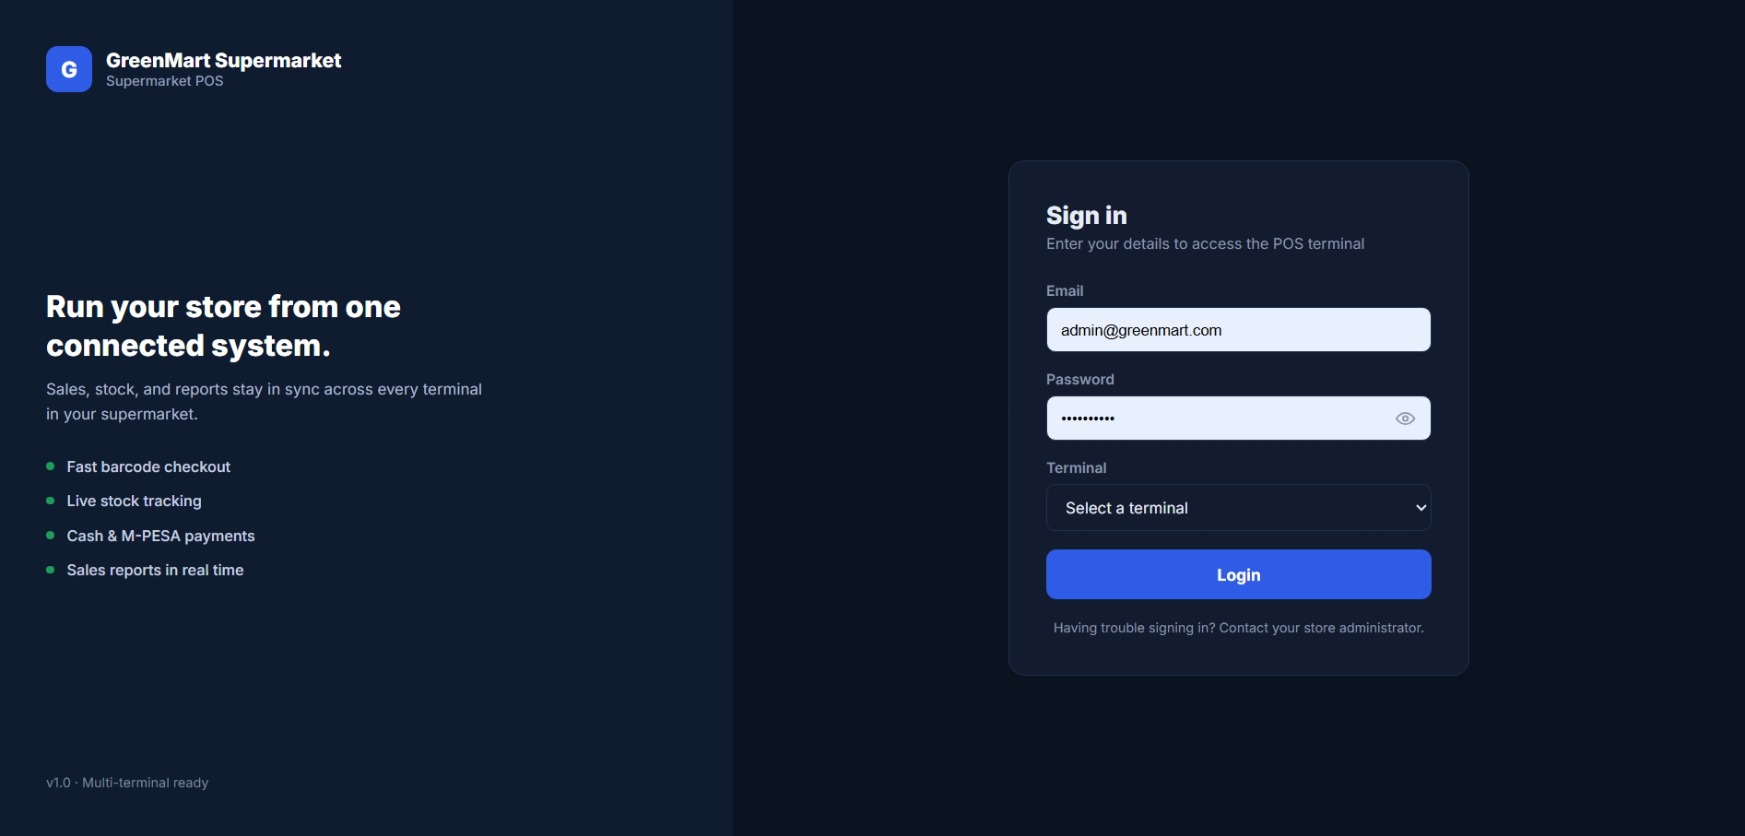 G
GreenMart Supermarket
Supermarket POS
Run your store from one
connected system.
Sales, stock, and reports stay in sync across every terminal
in your supermarket.
Fast barcode checkout
Live stock tracking
Cash & M-PESA payments
Sales reports in real time
v1.0 · Multi-terminal ready
Sign in
Enter your details to access the POS terminal
Email
admin@greenmart.com
Password
••••••••••
Terminal
Select a terminal
Login
Having trouble signing in? Contact your store administrator.